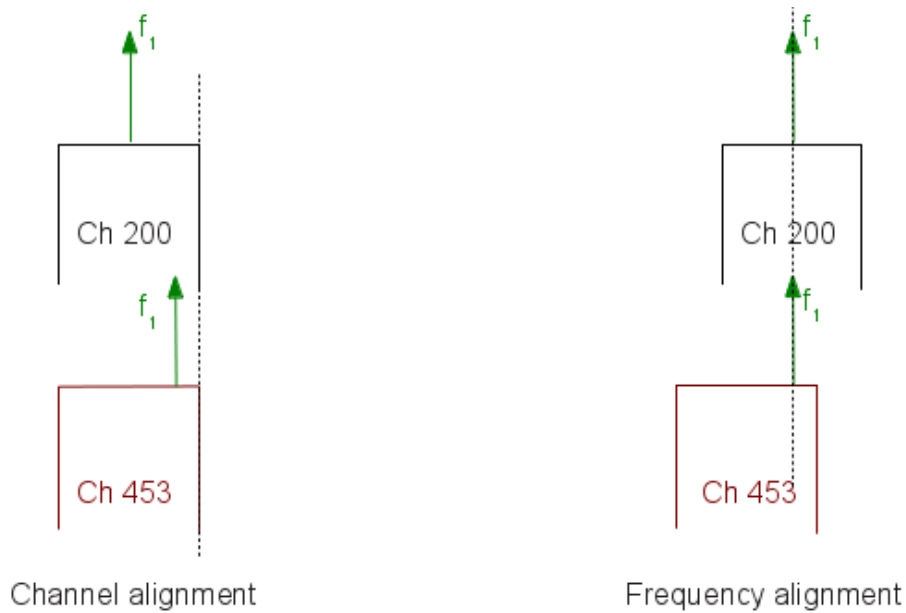 f1
f1
Ch 200
Ch 200
f1
f1
Ch 453
Ch 453
Channel alignment
Frequency alignment